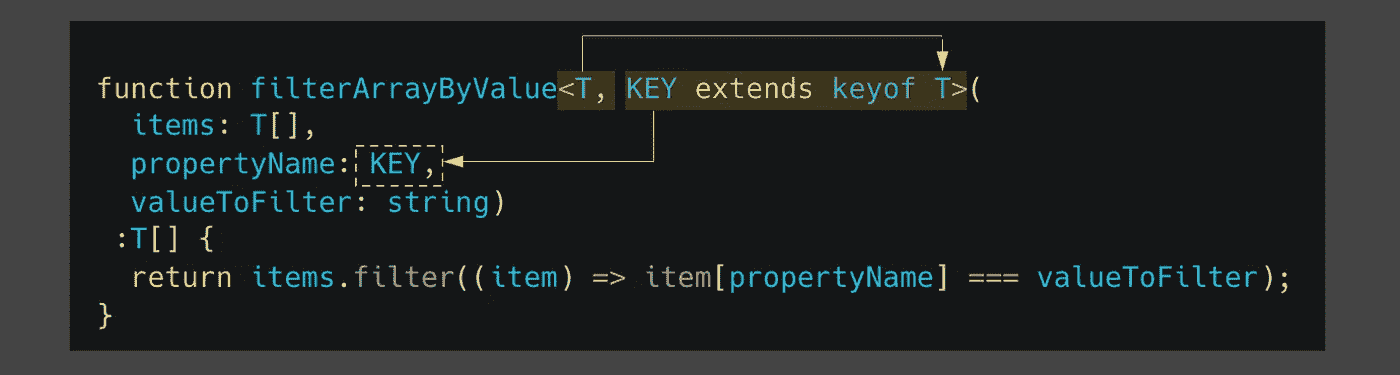 function filterArrayByValue<T, KEY extends keyof T>(
  items: T[],
  propertyName: KEY,
  valueToFilter: string)
 :T[] {
  return items.filter((item) => item[propertyName] === valueToFilter);
}